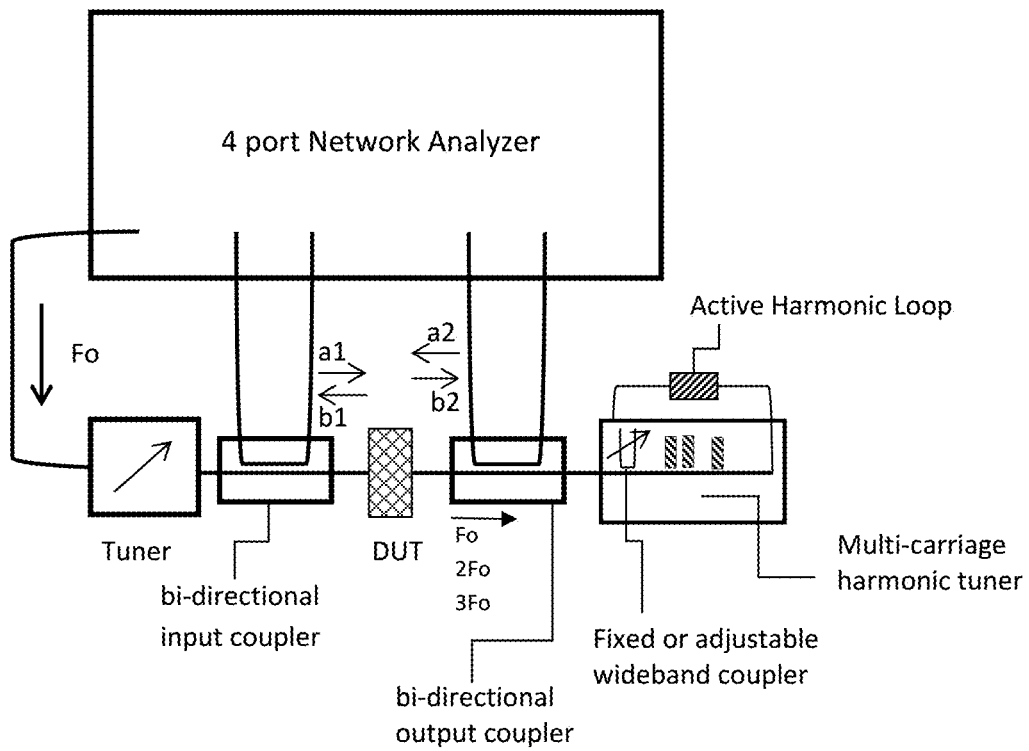 4 port Network Analyzer
Active Harmonic Loop
Fo
a1
b1
a2
b2
Tuner
DUT
Fo
2Fo
3Fo
bi-directional
input coupler
bi-directional
output coupler
Fixed or adjustable
wideband coupler
Multi-carriage
harmonic tuner